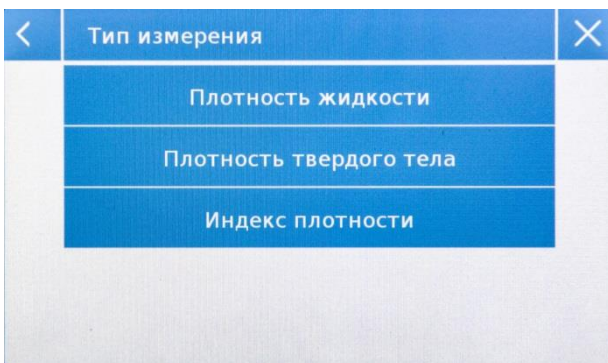 Тип измерения
Плотность жидкости
Плотность твердого тела
Индекс плотности